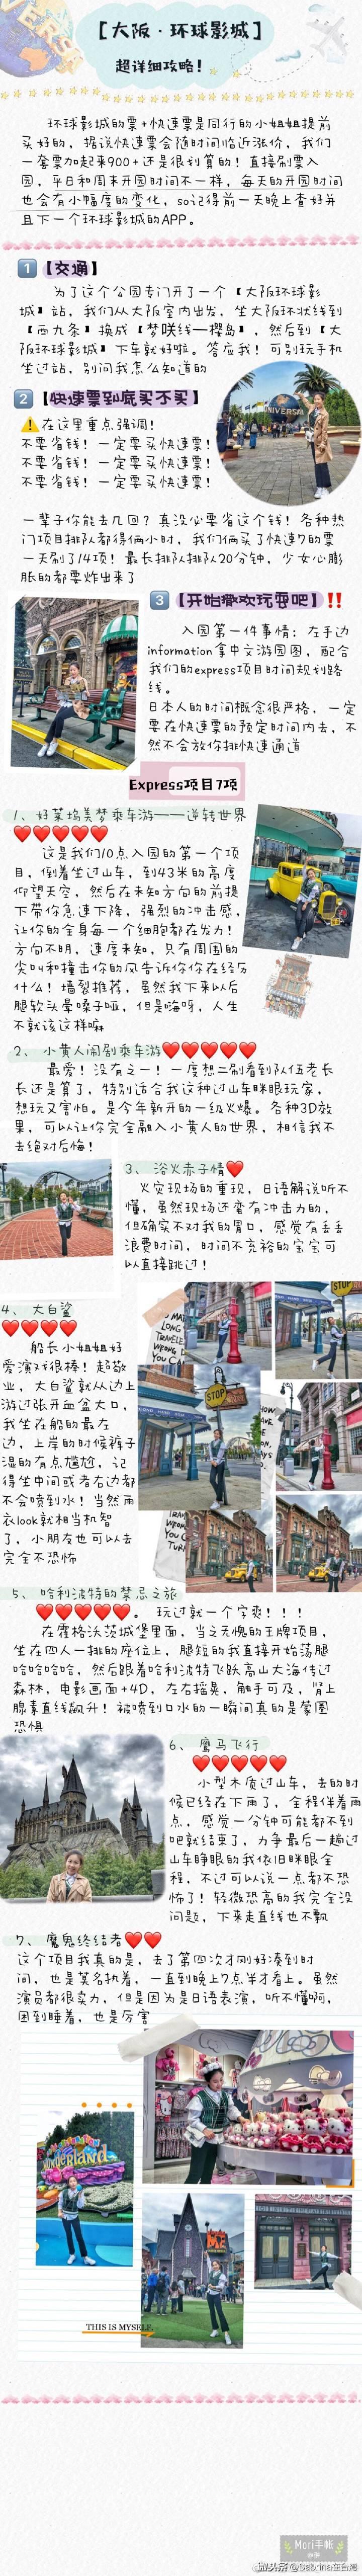 【大阪·环球影城】
超详细攻略！
环球影城的票+快速票是同行的小姐姐提前
买好的，据说快速票会随时间临近涨价，我们
一套票加起来900+还是很划算的！直接刷票入
园，平日和周末开园时间不一样，每天的开园时间
也会有小幅度的变化，so记得前一天晚上查好并
且下一个环球影城的APP。
1【交通】
为了这个公园专门开了一个【大阪环球影
城】站，我们从大阪室内出发，坐大阪环状线到
【西九条】换成【梦咲线—樱岛】，然后到【大
阪环球影城】下车就好啦。答应我！可别玩手机
坐过站，别问我怎么知道的
2【快速票到底买不买】
⚠️在这里重点强调！
不要省钱！一定要买快速票！
不要省钱！一定要买快速票！
不要省钱！一定要买快速票！
UNIVERSAL
一辈子你能去几回？真没必要省这个钱！各种热
门项目排队都得俩小时，我们俩买了快速7的票
一天刷了14项！最长排队排队20分钟，少女心膨
胀的都要炸出来了
3【开始撒欢玩耍吧】‼️
入园第一件事情：左手边
information拿中文游园图，配合
我们的express项目时间规划路
线。
日本人的时间概念很严格，一定
要在快速票的预定时间内去，不
然不会放你排快速通道
Express项目7项
1、好莱坞美梦乘车游——逆转世界
❤️❤️❤️❤️❤️
这是我们10点入园的第一个项
目，倒着坐过山车，到43米的高度
仰望天空，然后在未知方向的前提
下带你急速下降，强烈的冲击感，
让你的全身每一个细胞都在发力！
方向不明，速度未知，只有周围的
尖叫和撞击你的风告诉你你在经历
什么！墙裂推荐，虽然我下来以后
腿软头晕嗓子哑，但是嗨呀，人生
不就该这样嘛
2、小黄人闹剧乘车游❤️❤️❤️❤️❤️
最爱！没有之一！一度想二刷看到队伍老长
长还是算了，特别适合我这种过山车眯眼玩家，
想玩又害怕。是今年新开的一级火爆。各种3D效
果，可以让你完全融入小黄人的世界，相信我不
去绝对后悔！
3、浴火赤子情❤️
火灾现场的重现，日语解说听不
懂，虽然现场还蛮有冲击力的，
但确实不对我的胃口，感觉有丢丢
浪费时间，时间不充裕的宝宝可
以直接跳过！
4、大白鲨
❤️❤️❤️❤️
船长小姐姐好
爱演对很棒！超敬
业，大白鲨就从边上
游过张开血盆大口，
我坐在船的最左
边，上岸的时候裤子
湿的有点尴尬，记
得坐中间或者右边都
不会喷到水！当然雨
衣look就相当机智
了，小朋友也可以去
完全不恐怖
STOP
STOP
5、哈利波特的禁忌之旅
❤️❤️❤️❤️❤️。玩过就一个字爽！！！
在霍格沃茨城堡里面，当之无愧的王牌项目，
坐在四人一排的座位上，腿短的我直接开始荡腿
哈哈哈哈哈，然后跟着哈利波特飞跃高山大海传过
森林，电影画面+4D，左右摇晃，触手可及，肾上
腺素直线飙升！被喷到口水的一瞬间真的是蒙圈
恐惧
6、鹰马飞行
❤️❤️❤️❤️❤️
小型木质过山车，去的时
候已经在下雨了，全程伴着雨
点，感觉一分钟可能都不到
吧就结束了，力争最后一趟过
山车睁眼的我依旧眯眼全
程，不过可以说一点都不恐
怖了！轻微恐高的我完全没
问题，下来走直线也不飘
7、魔鬼终结者❤️❤️
这个项目我真的是，去了第四次才刚好凑到时
间，也是莫名执着，一直到晚上7点半才看上。虽然
演员都很卖力，但是因为是日语表演，听不懂啊，
困到睡着，也是厉害
WONDERLAND
THIS IS MYSELF.
Mori手帐
头条 @Sabrina在台湾